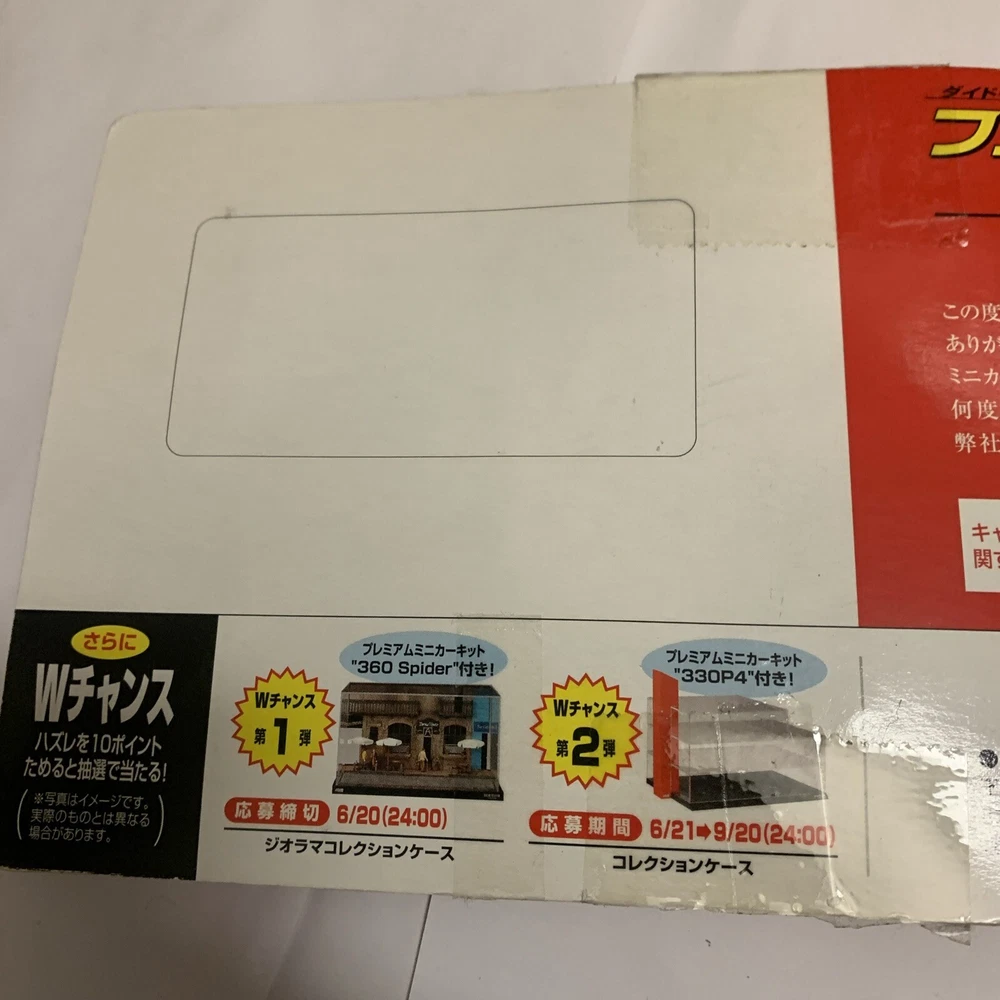 ダイド
フ
この度
ありが
ミニカ
何度
弊社
キャ
関す
さらに
Wチャンス
ハズレを10ポイント
ためると抽選で当たる!
(※写真はイメージです。
実際のものとは異なる
場合があります。)
プレミアムミニカーキット
"360 Spider"付き!
Wチャンス
第1弾
応募締切 6/20(24:00)
ジオラマコレクションケース
プレミアムミニカーキット
"330P4"付き!
Wチャンス
第2弾
応募期間 6/21➡9/20(24:00)
コレクションケース